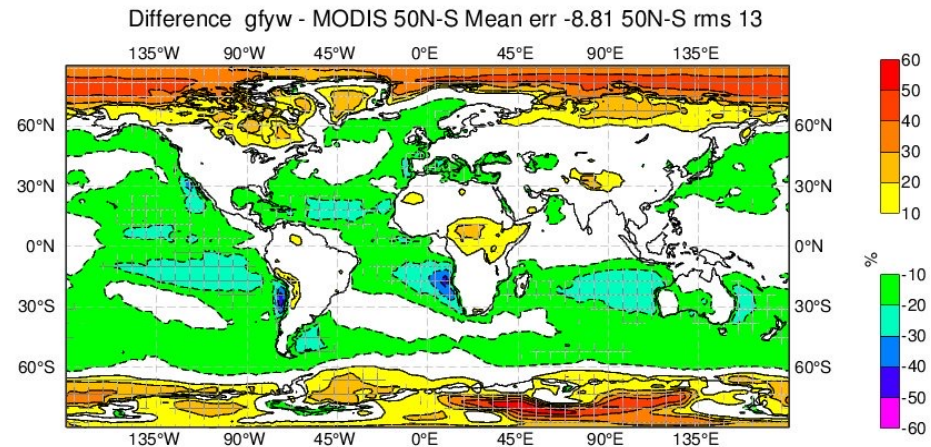 Difference gfyw - MODIS 50N-S Mean err -8.81 50N-S rms 13
135°W 90°W 45°W 0°E 45°E 90°E 135°E
60°N 60°N
30°N 30°N
0°N 0°N
30°S 30°S
60°S 60°S
135°W 90°W 45°W 0°E 45°E 90°E 135°E
60
50
40
30
20
10
%
-10
-20
-30
-40
-50
-60